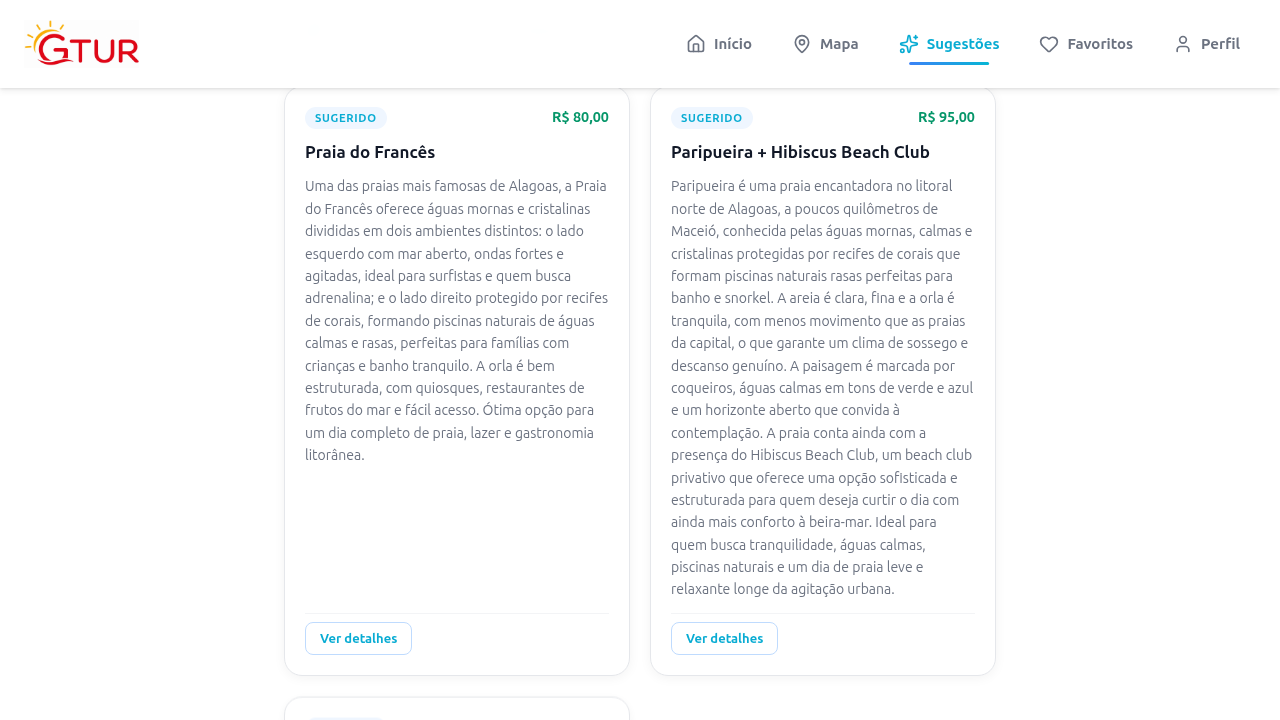 GTUR
Início
Mapa
Sugestões
Favoritos
Perfil
SUGERIDO
R$ 80,00
Praia do Francês
Uma das praias mais famosas de Alagoas, a Praia
do Francês oferece águas mornas e cristalinas
divididas em dois ambientes distintos: o lado
esquerdo com mar aberto, ondas fortes e
agitadas, ideal para surfistas e quem busca
adrenalina; e o lado direito protegido por recifes
de corais, formando piscinas naturais de águas
calmas e rasas, perfeitas para famílias com
crianças e banho tranquilo. A orla é bem
estruturada, com quiosques, restaurantes de
frutos do mar e fácil acesso. Ótima opção para
um dia completo de praia, lazer e gastronomia
litorânea.
Ver detalhes
SUGERIDO
R$ 95,00
Paripueira + Hibiscus Beach Club
Paripueira é uma praia encantadora no litoral
norte de Alagoas, a poucos quilômetros de
Maceió, conhecida pelas águas mornas, calmas e
cristalinas protegidas por recifes de corais que
formam piscinas naturais rasas perfeitas para
banho e snorkel. A areia é clara, fina e a orla é
tranquila, com menos movimento que as praias
da capital, o que garante um clima de sossego e
descanso genuíno. A paisagem é marcada por
coqueiros, águas calmas em tons de verde e azul
e um horizonte aberto que convida à
contemplação. A praia conta ainda com a
presença do Hibiscus Beach Club, um beach club
privativo que oferece uma opção sofisticada e
estruturada para quem deseja curtir o dia com
ainda mais conforto à beira-mar. Ideal para
quem busca tranquilidade, águas calmas,
piscinas naturais e um dia de praia leve e
relaxante longe da agitação urbana.
Ver detalhes